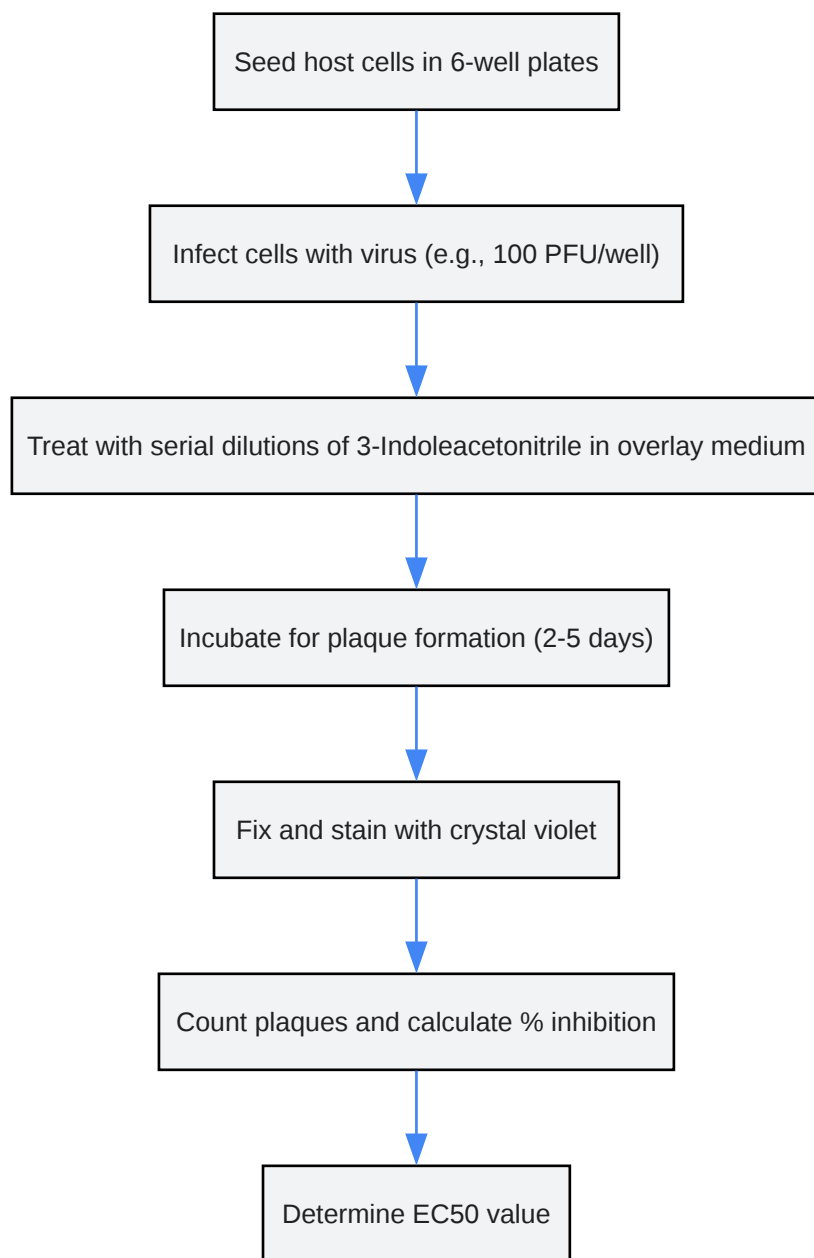 Seed host cells in 6-well plates
Infect cells with virus (e.g., 100 PFU/well)
Treat with serial dilutions of 3-Indoleacetonitrile in overlay medium
Incubate for plaque formation (2-5 days)
Fix and stain with crystal violet
Count plaques and calculate % inhibition
Determine EC50 value